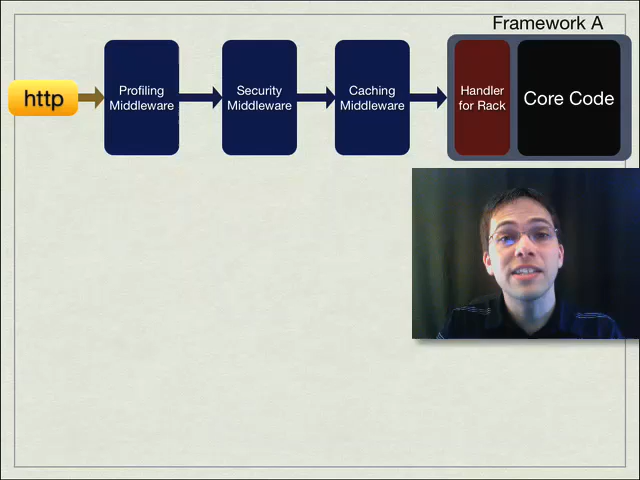 Framework A
http
Profiling
Middleware
Security
Middleware
Caching
Middleware
Handler
for Rack
Core Code